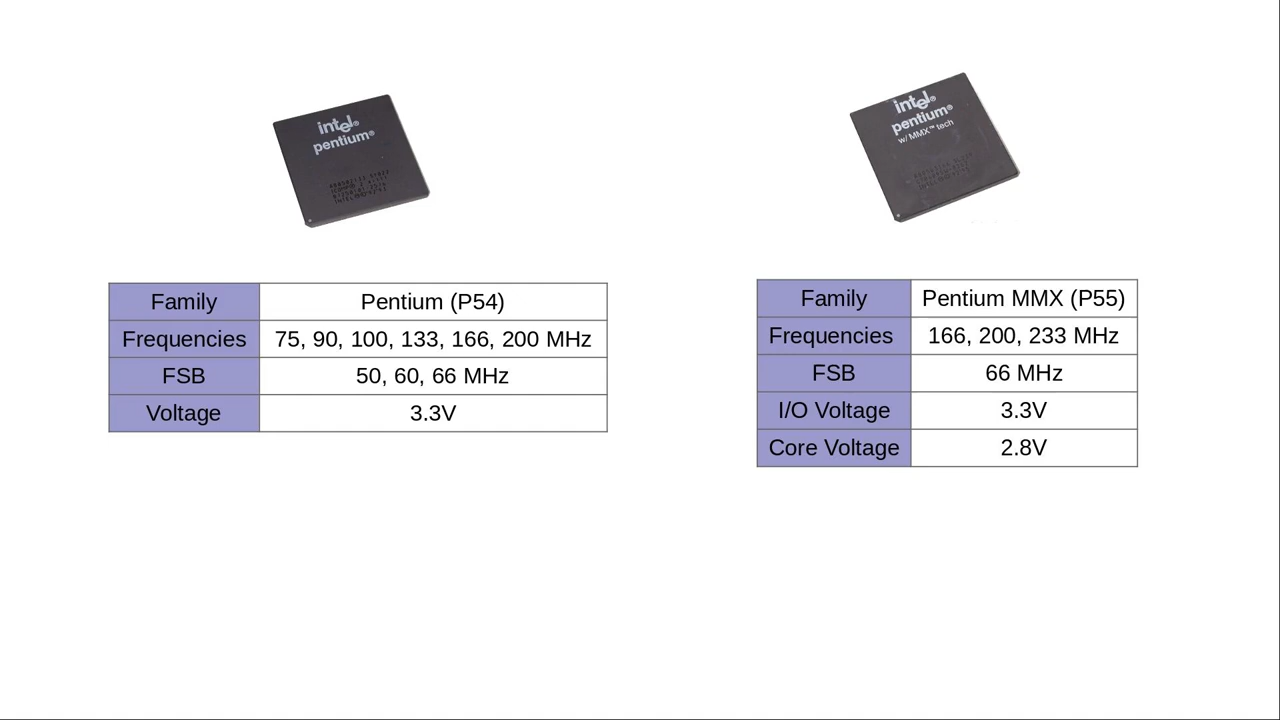 intel®
pentium®
intel®
pentium®
w/ MMX™ tech
Family Pentium (P54)
Frequencies 75, 90, 100, 133, 166, 200 MHz
FSB 50, 60, 66 MHz
Voltage 3.3V
Family Pentium MMX (P55)
Frequencies 166, 200, 233 MHz
FSB 66 MHz
I/O Voltage 3.3V
Core Voltage 2.8V